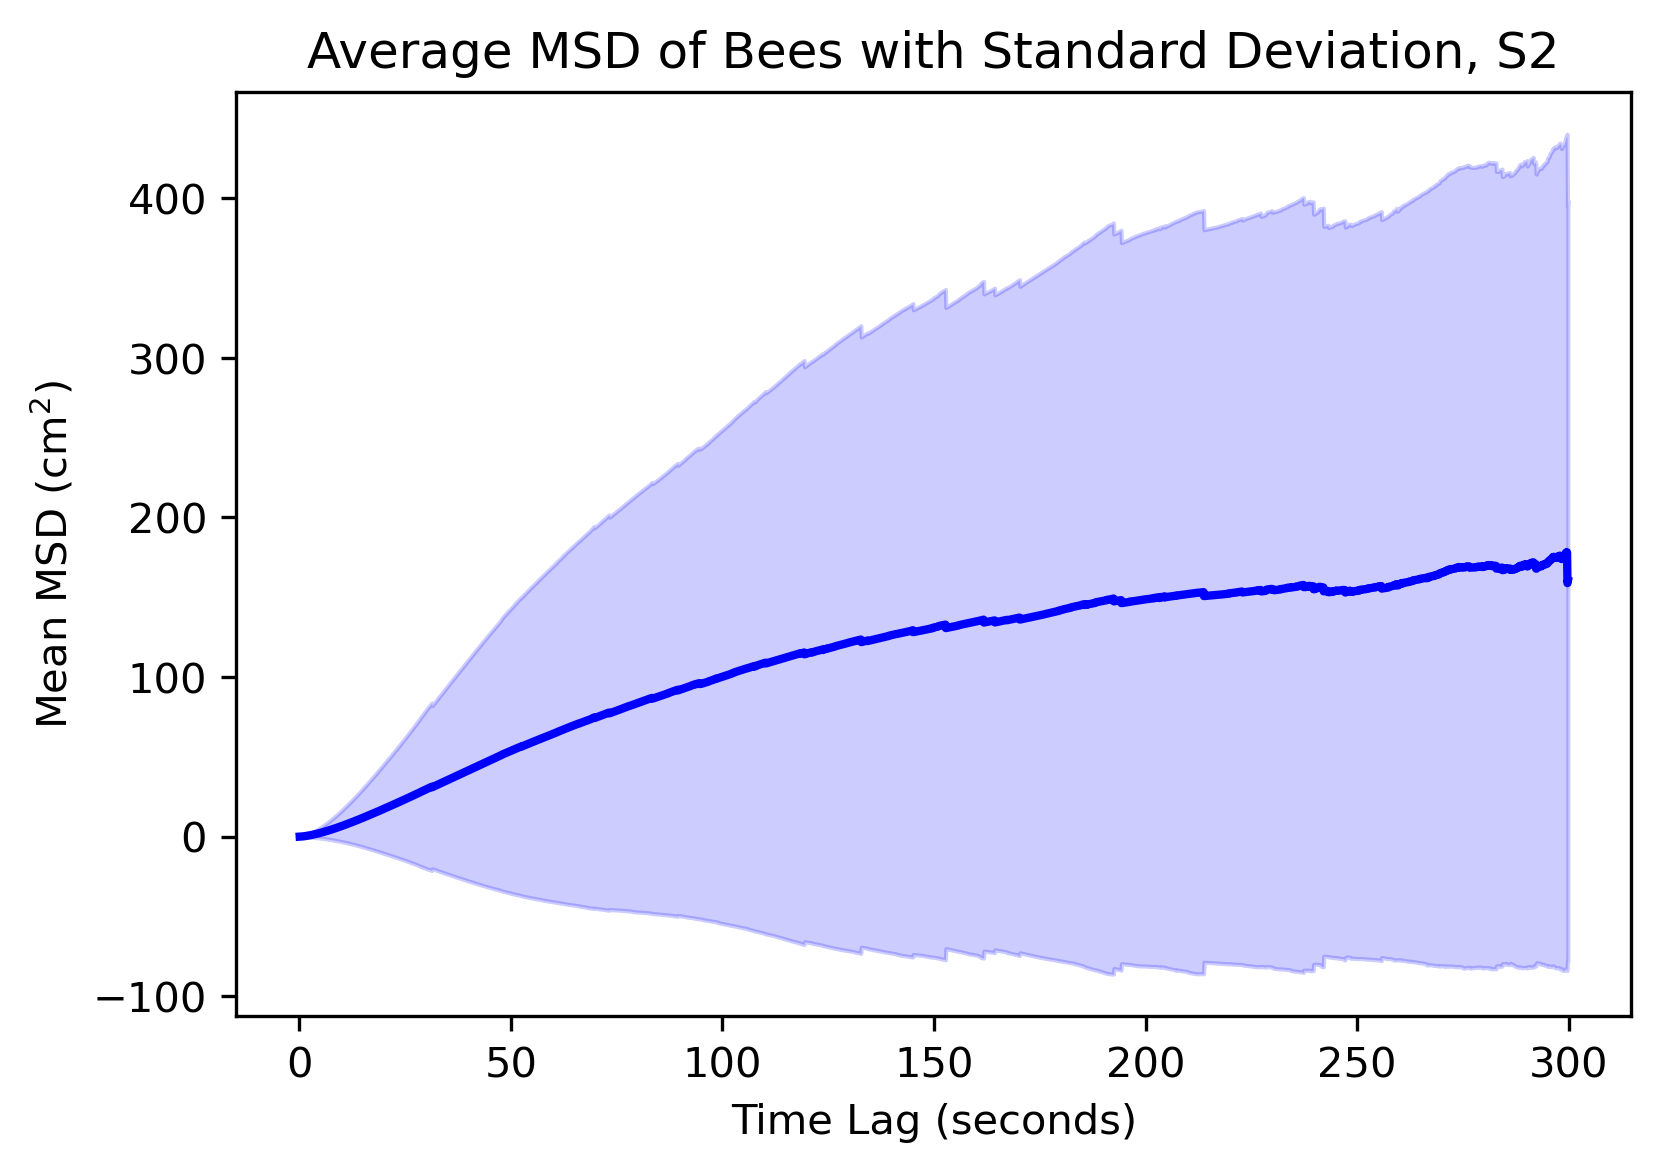 Average MSD of Bees with Standard Deviation, S2
Mean MSD (cm²)
400
300
200
100
0
−100
0 50 100 150 200 250 300
Time Lag (seconds)